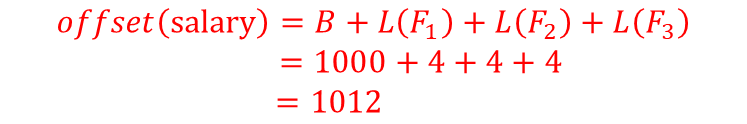 offset(salary) = B + L(F₁) + L(F₂) + L(F₃)
= 1000 + 4 + 4 + 4
= 1012